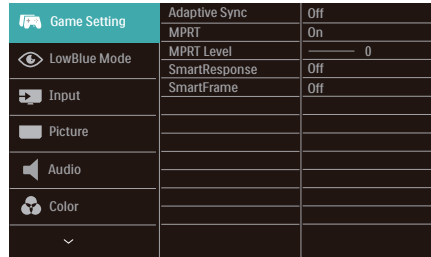 Game Setting
LowBlue Mode
Input
Picture
Audio
Color
Adaptive Sync Off
MPRT On
MPRT Level 0
SmartResponse Off
SmartFrame Off